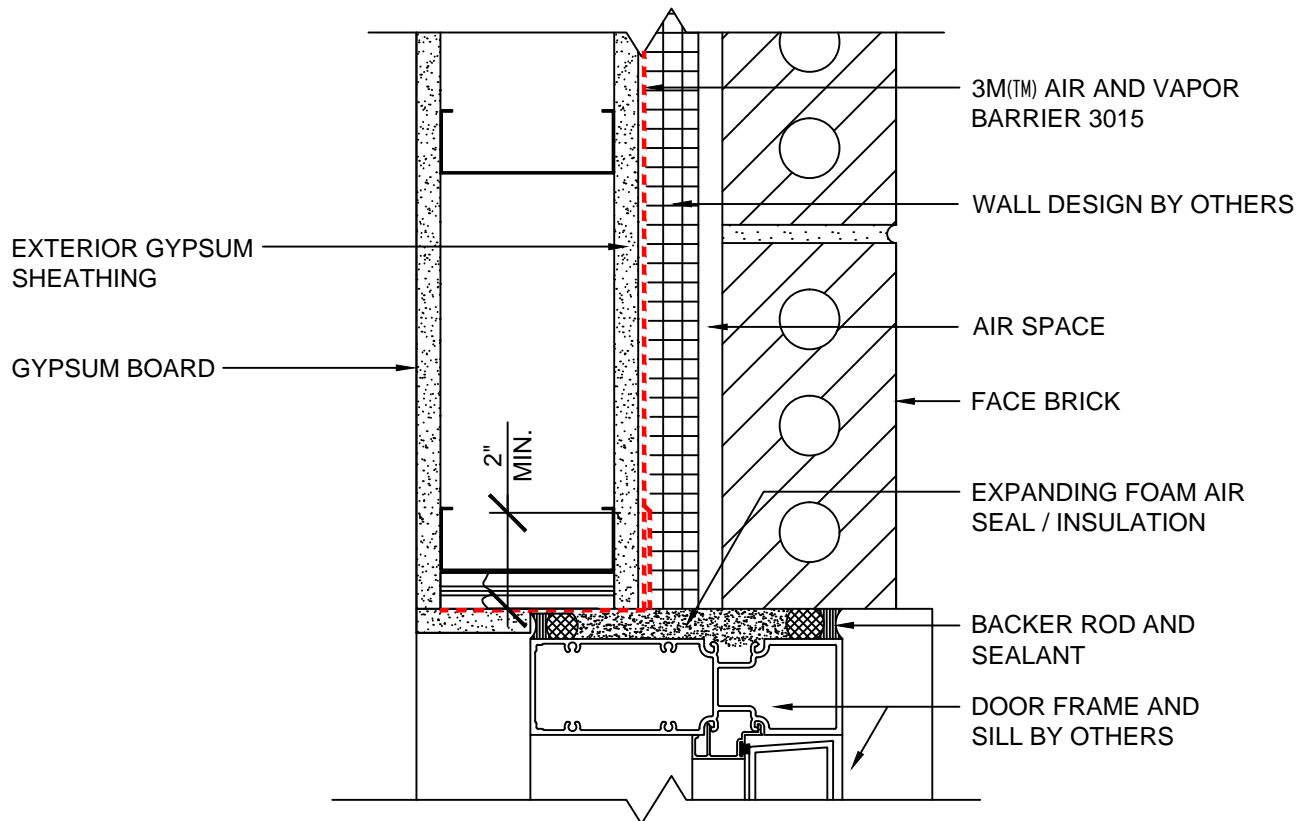 EXTERIOR GYPSUM
SHEATHING
GYPSUM BOARD
2"
MIN.
3M(TM) AIR AND VAPOR
BARRIER 3015
WALL DESIGN BY OTHERS
AIR SPACE
FACE BRICK
EXPANDING FOAM AIR
SEAL / INSULATION
BACKER ROD AND
SEALANT
DOOR FRAME AND
SILL BY OTHERS